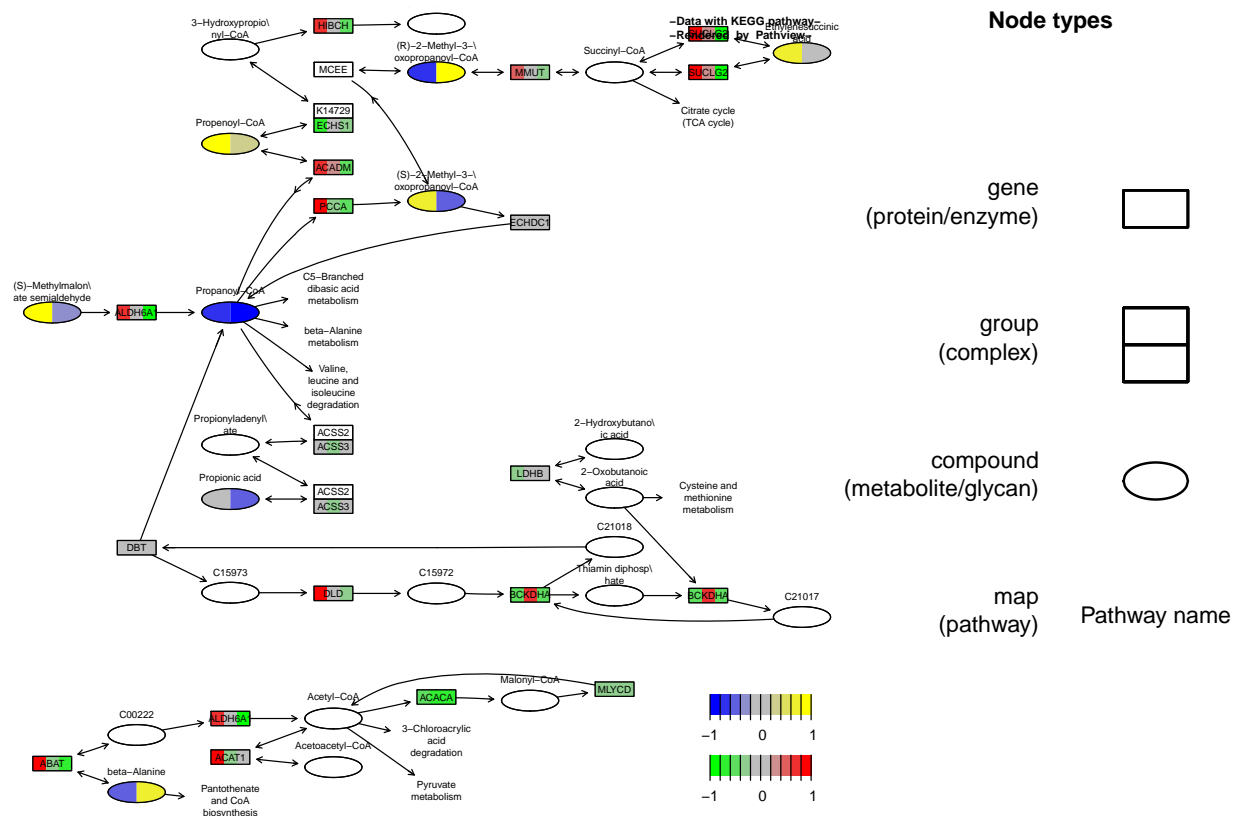 3−Hydroxypropio\
nyl−CoA
HIBCH
−Data with KEGG pathway−
−Rendered by Pathview−
Node types
(R)−2−Methyl−3−\
oxopropanoyl−CoA
Succinyl−CoA
SUCLG2
Ethylenesuccinic
acid
MCEE
MMUT
SUCLG2
K14729
ECHS1
Citrate cycle
(TCA cycle)
Propenoyl−CoA
ACADM
(S)−2−Methyl−3−\
oxopropanoyl−CoA
PCCA
ECHDC1
gene
(protein/enzyme)
(S)−Methylmalon\
ate semialdehyde
ALDH6A1
Propanoyl−CoA
C5−Branched
dibasic acid
metabolism
beta−Alanine
metabolism
Valine,
leucine and
isoleucine
degradation
group
(complex)
Propionyladenyl\
ate
ACSS2
ACSS3
2−Hydroxybutano\
ic acid
LDHB
2−Oxobutanoic
acid
Cysteine and
methionine
metabolism
Propionic acid
ACSS2
ACSS3
compound
(metabolite/glycan)
DBT
C21018
C15973
DLD
C15972
BCKDHA
Thiamin diphosp\
hate
BCKDHA
C21017
map
(pathway)
Pathway name
C00222
ALDH6A1
Acetyl−CoA
ACACA
Malonyl−CoA
MLYCD
3−Chloroacrylic
acid
degradation
ABAT
ACAT1
Acetoacetyl−CoA
beta−Alanine
Pantothenate
and CoA
biosynthesis
Pyruvate
metabolism
−1 0 1
−1 0 1